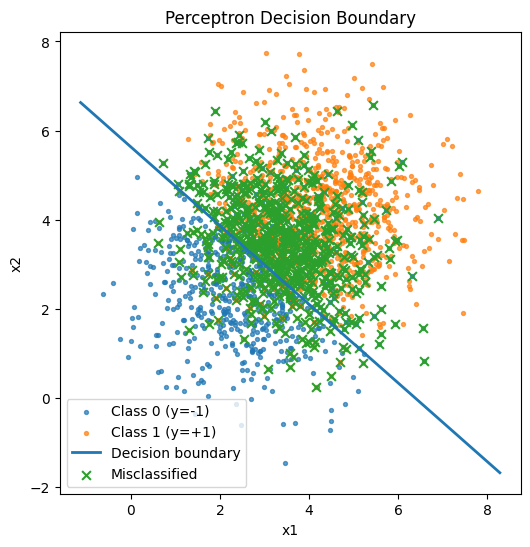 Perceptron Decision Boundary
8
6
x2
4
2
0
−2
Class 0 (y=-1)
Class 1 (y=+1)
Decision boundary
Misclassified
0
2
4
6
8
x1